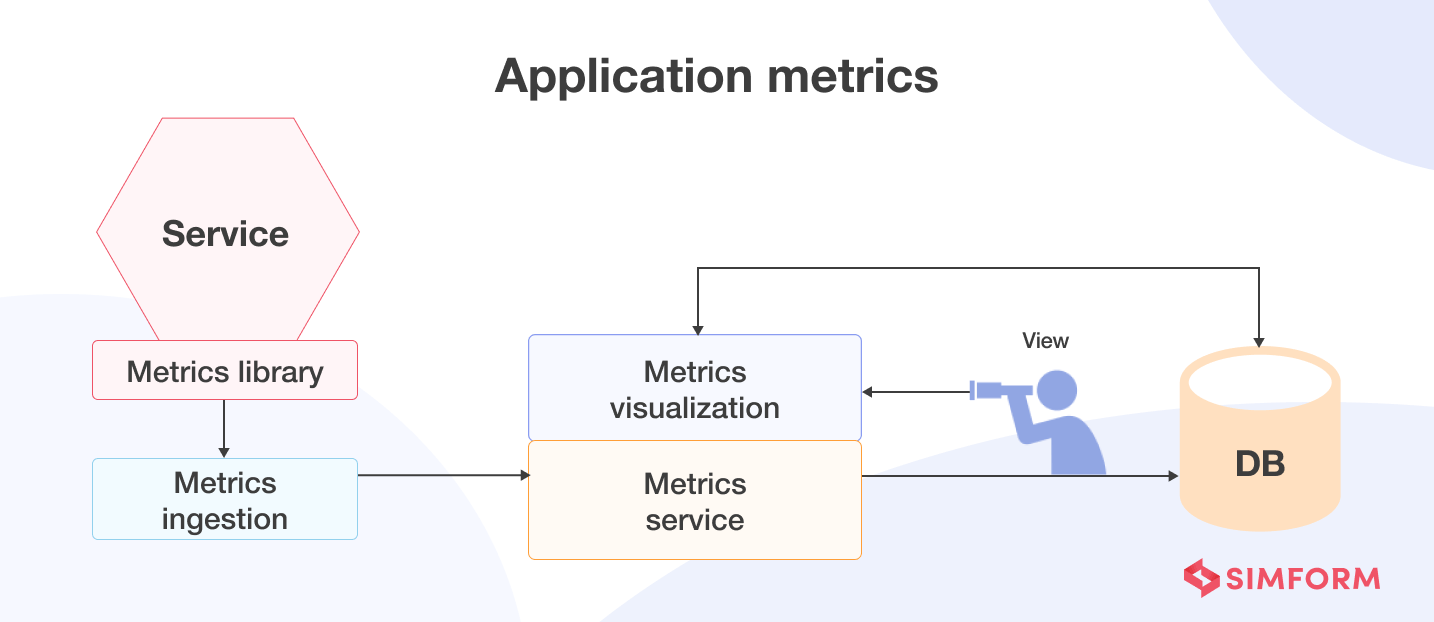 Application metrics
Service
Metrics library
Metrics
ingestion
Metrics
visualization
Metrics
service
View
DB
SIMFORM